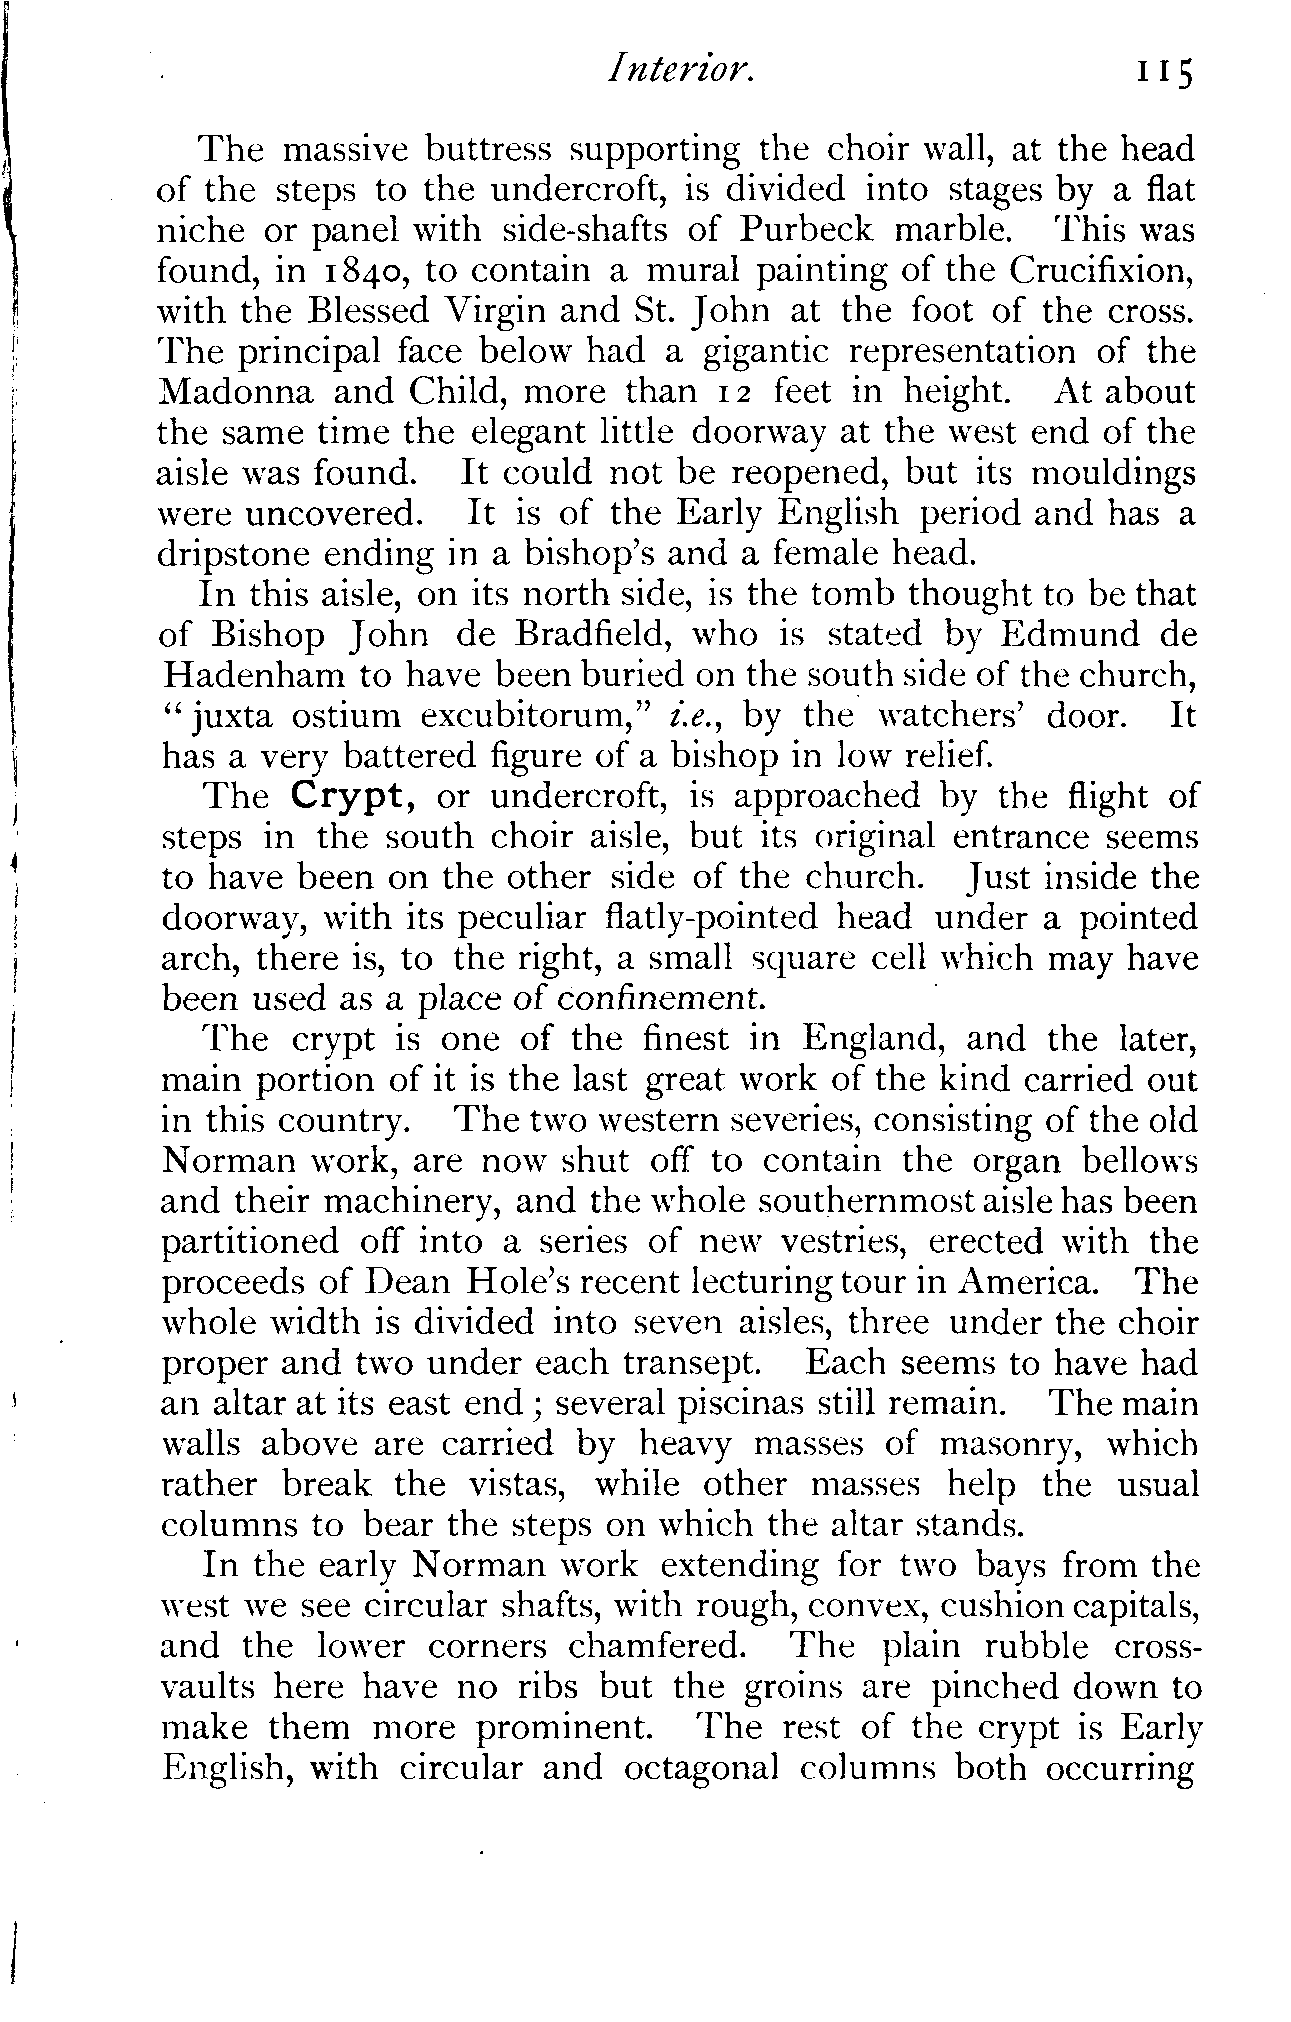 Interior. 115
The massive buttress supporting the choir wall, at the head
of the steps to the undercroft, is divided into stages by a flat
niche or panel with side-shafts of Purbeck marble. This was
found, in 1840, to contain a mural painting of the Crucifixion,
with the Blessed Virgin and St. John at the foot of the cross.
The principal face below had a gigantic representation of the
Madonna and Child, more than 12 feet in height. At about
the same time the elegant little doorway at the west end of the
aisle was found. It could not be reopened, but its mouldings
were uncovered. It is of the Early English period and has a
dripstone ending in a bishop's and a female head.
In this aisle, on its north side, is the tomb thought to be that
of Bishop John de Bradfield, who is stated by Edmund de
Hadenham to have been buried on the south side of the church,
“juxta ostium excubitorum,” i.e., by the watchers' door. It
has a very battered figure of a bishop in low relief.
The Crypt, or undercroft, is approached by the flight of
steps in the south choir aisle, but its original entrance seems
to have been on the other side of the church. Just inside the
doorway, with its peculiar flatly-pointed head under a pointed
arch, there is, to the right, a small square cell which may have
been used as a place of confinement.
The crypt is one of the finest in England, and the later,
main portion of it is the last great work of the kind carried out
in this country. The two western severies, consisting of the old
Norman work, are now shut off to contain the organ bellows
and their machinery, and the whole southernmost aisle has been
partitioned off into a series of new vestries, erected with the
proceeds of Dean Hole's recent lecturing tour in America. The
whole width is divided into seven aisles, three under the choir
proper and two under each transept. Each seems to have had
an altar at its east end; several piscinas still remain. The main
walls above are carried by heavy masses of masonry, which
rather break the vistas, while other masses help the usual
columns to bear the steps on which the altar stands.
In the early Norman work extending for two bays from the
west we see circular shafts, with rough, convex, cushion capitals,
and the lower corners chamfered. The plain rubble cross-
vaults here have no ribs but the groins are pinched down to
make them more prominent. The rest of the crypt is Early
English, with circular and octagonal columns both occurring